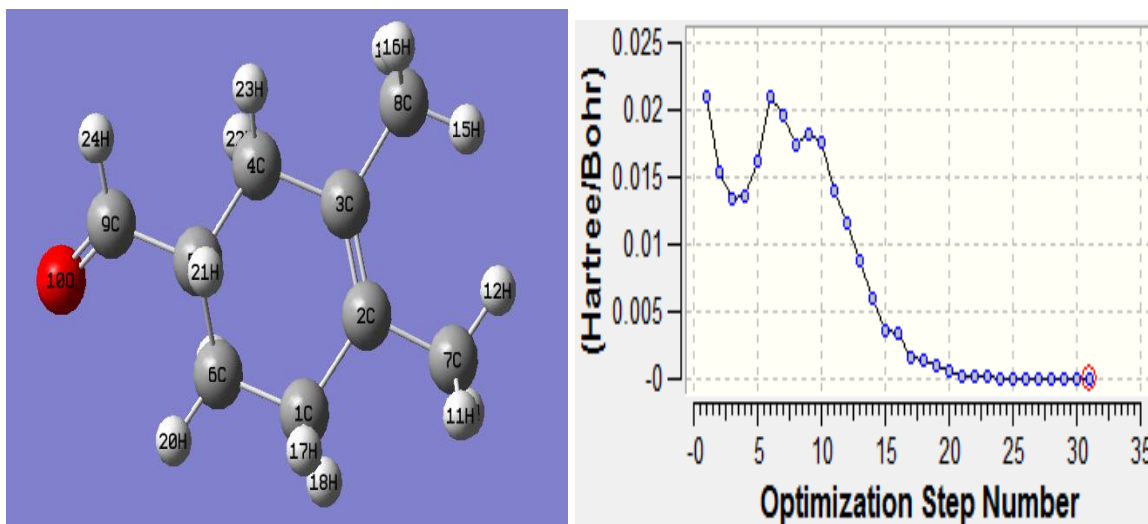 16H
23H
8C
15H
24H
4C
3C
9C
21H
12H
10O
2C
7C
6C
1C
11H
20H
17H
18H
(Hartree/Bohr)
0.025
0.02
0.015
0.01
0.005
-0
-0 5 10 15 20 25 30 35
Optimization Step Number